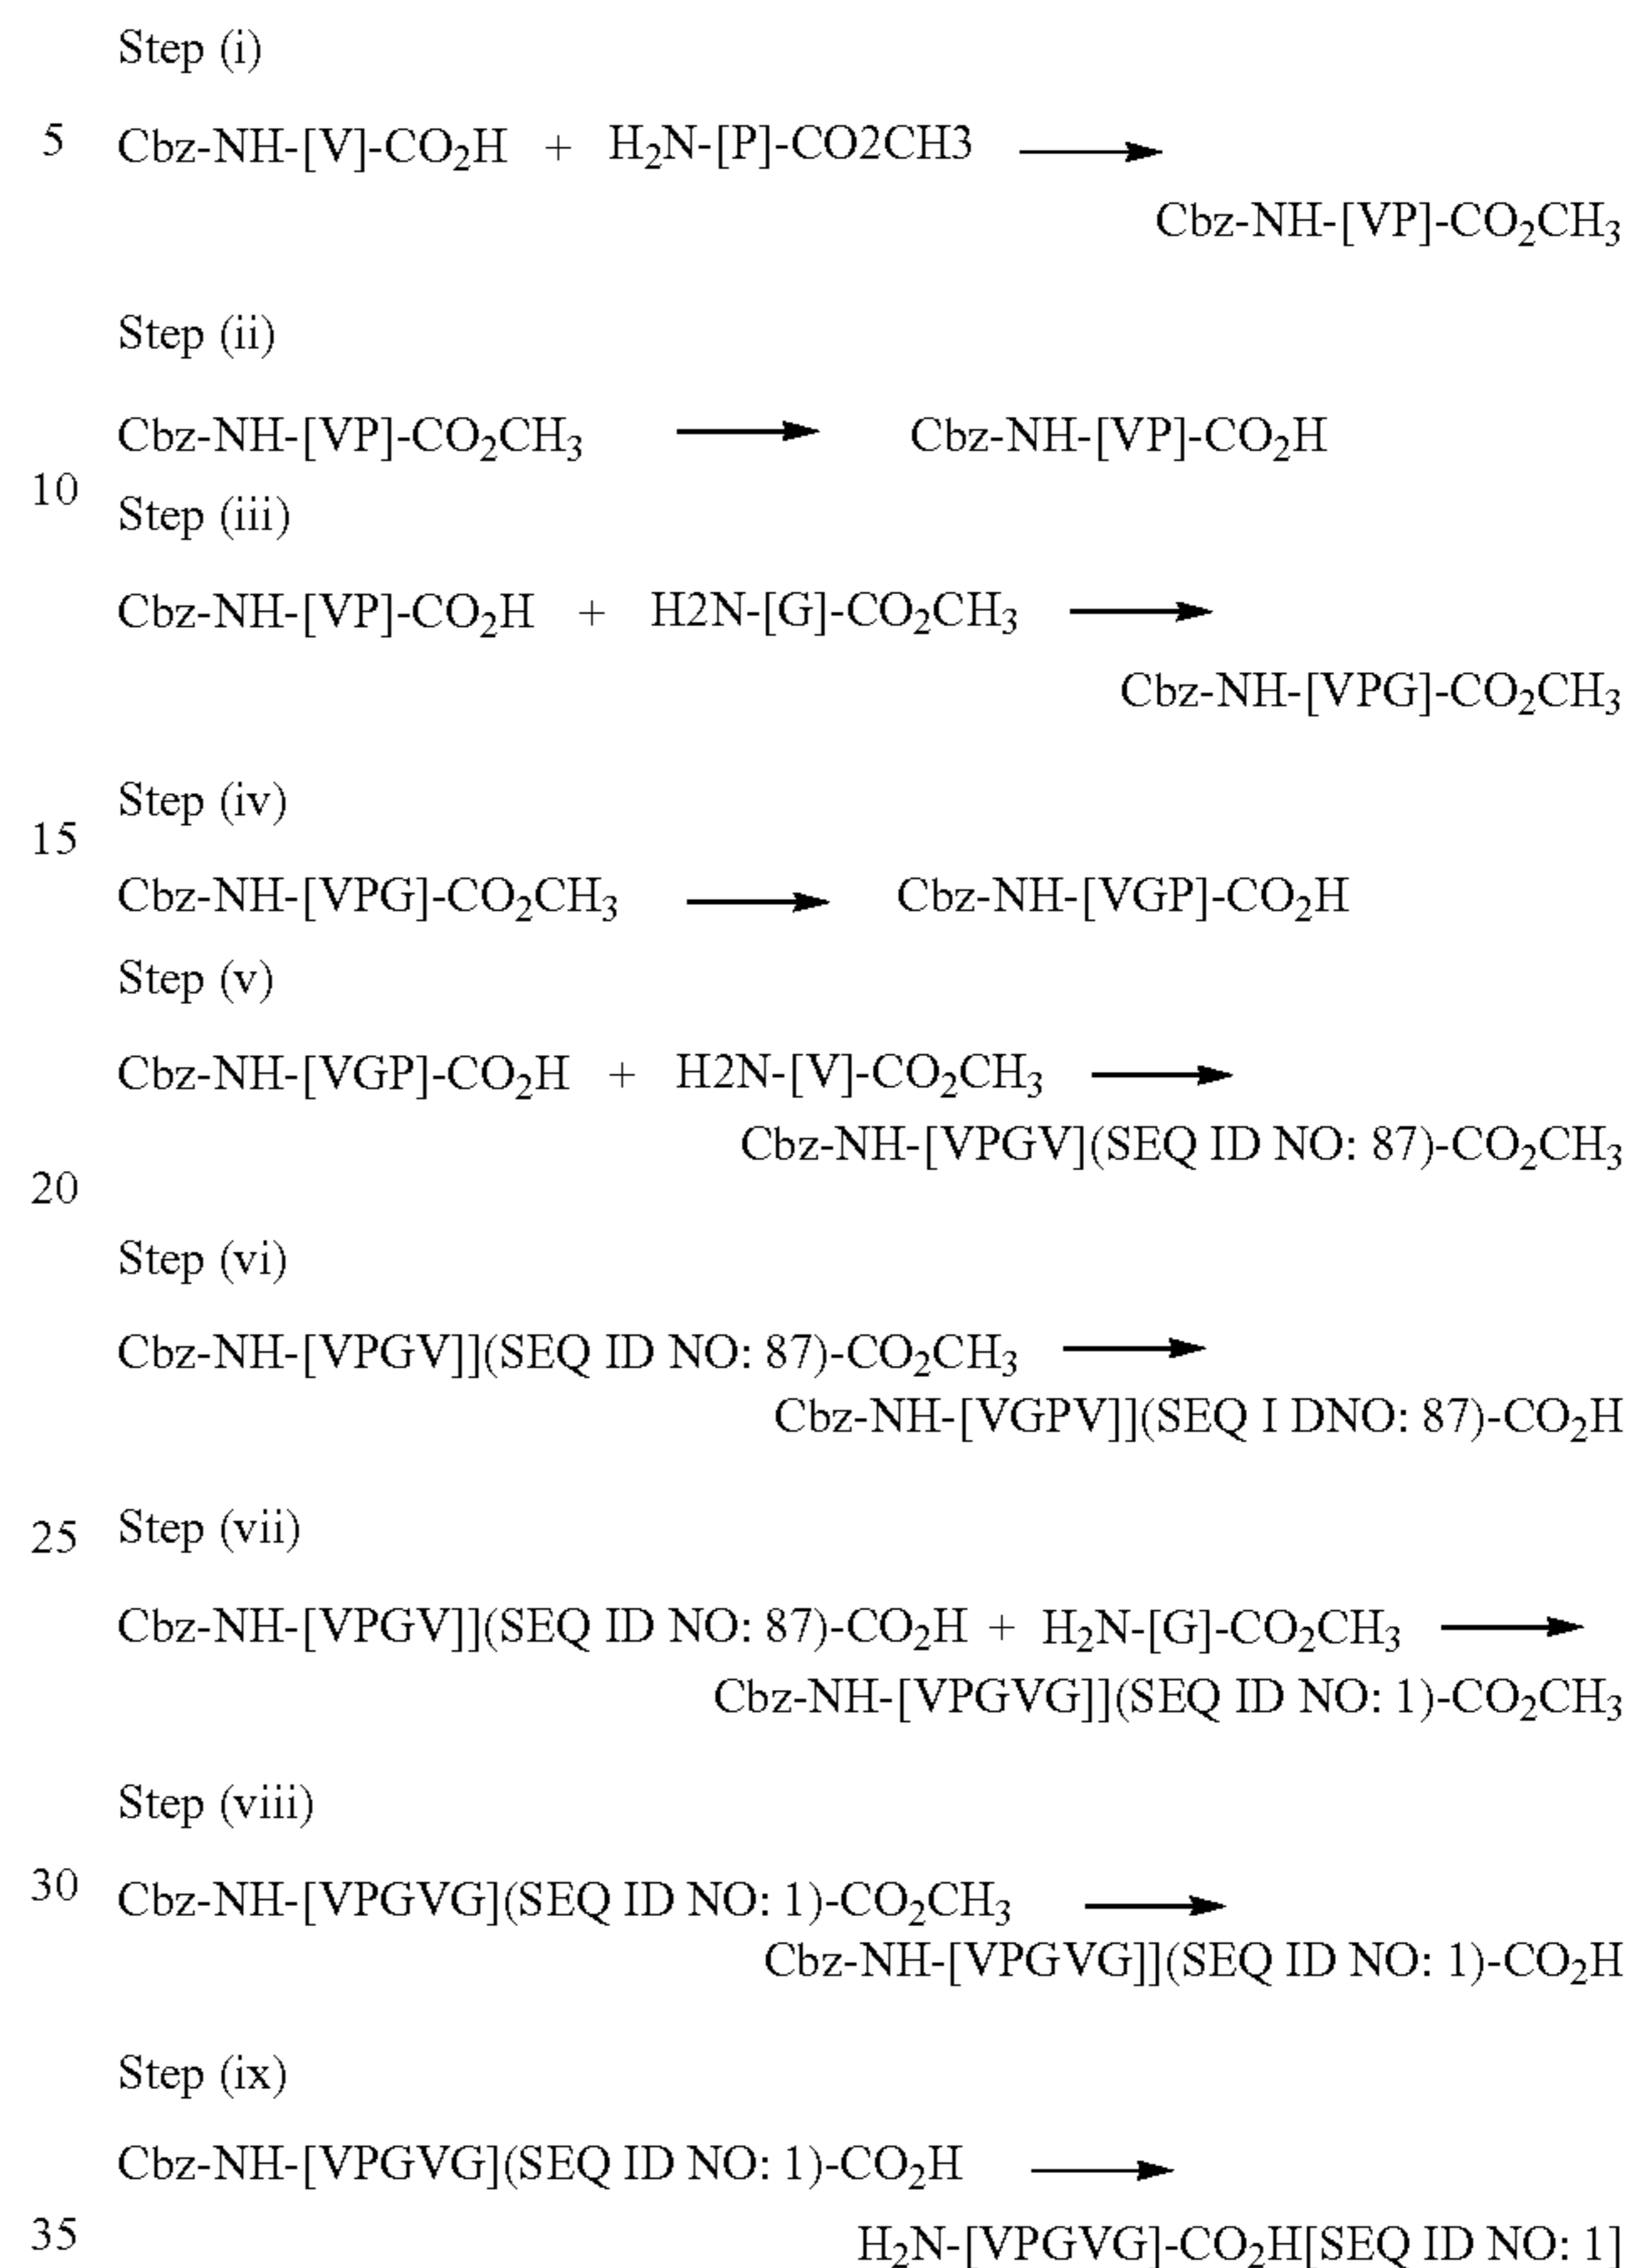 Step (i)
5 Cbz-NH-[V]-CO₂H + H₂N-[P]-CO2CH3 ⟶
Cbz-NH-[VP]-CO₂CH₃
Step (ii)
Cbz-NH-[VP]-CO₂CH₃ ⟶ Cbz-NH-[VP]-CO₂H
10
Step (iii)
Cbz-NH-[VP]-CO₂H + H2N-[G]-CO₂CH₃ ⟶
Cbz-NH-[VPG]-CO₂CH₃
Step (iv)
15
Cbz-NH-[VPG]-CO₂CH₃ ⟶ Cbz-NH-[VGP]-CO₂H
Step (v)
Cbz-NH-[VGP]-CO₂H + H2N-[V]-CO₂CH₃ ⟶
Cbz-NH-[VPGV](SEQ ID NO: 87)-CO₂CH₃
20
Step (vi)
Cbz-NH-[VPGV]](SEQ ID NO: 87)-CO₂CH₃ ⟶
Cbz-NH-[VGPV]](SEQ I DNO: 87)-CO₂H
25 Step (vii)
Cbz-NH-[VPGV]](SEQ ID NO: 87)-CO₂H + H₂N-[G]-CO₂CH₃ ⟶
Cbz-NH-[VPGVG]](SEQ ID NO: 1)-CO₂CH₃
Step (viii)
30 Cbz-NH-[VPGVG](SEQ ID NO: 1)-CO₂CH₃ ⟶
Cbz-NH-[VPGVG]](SEQ ID NO: 1)-CO₂H
Step (ix)
Cbz-NH-[VPGVG](SEQ ID NO: 1)-CO₂H ⟶
35 H₂N-[VPGVG]-CO₂H[SEQ ID NO: 1]